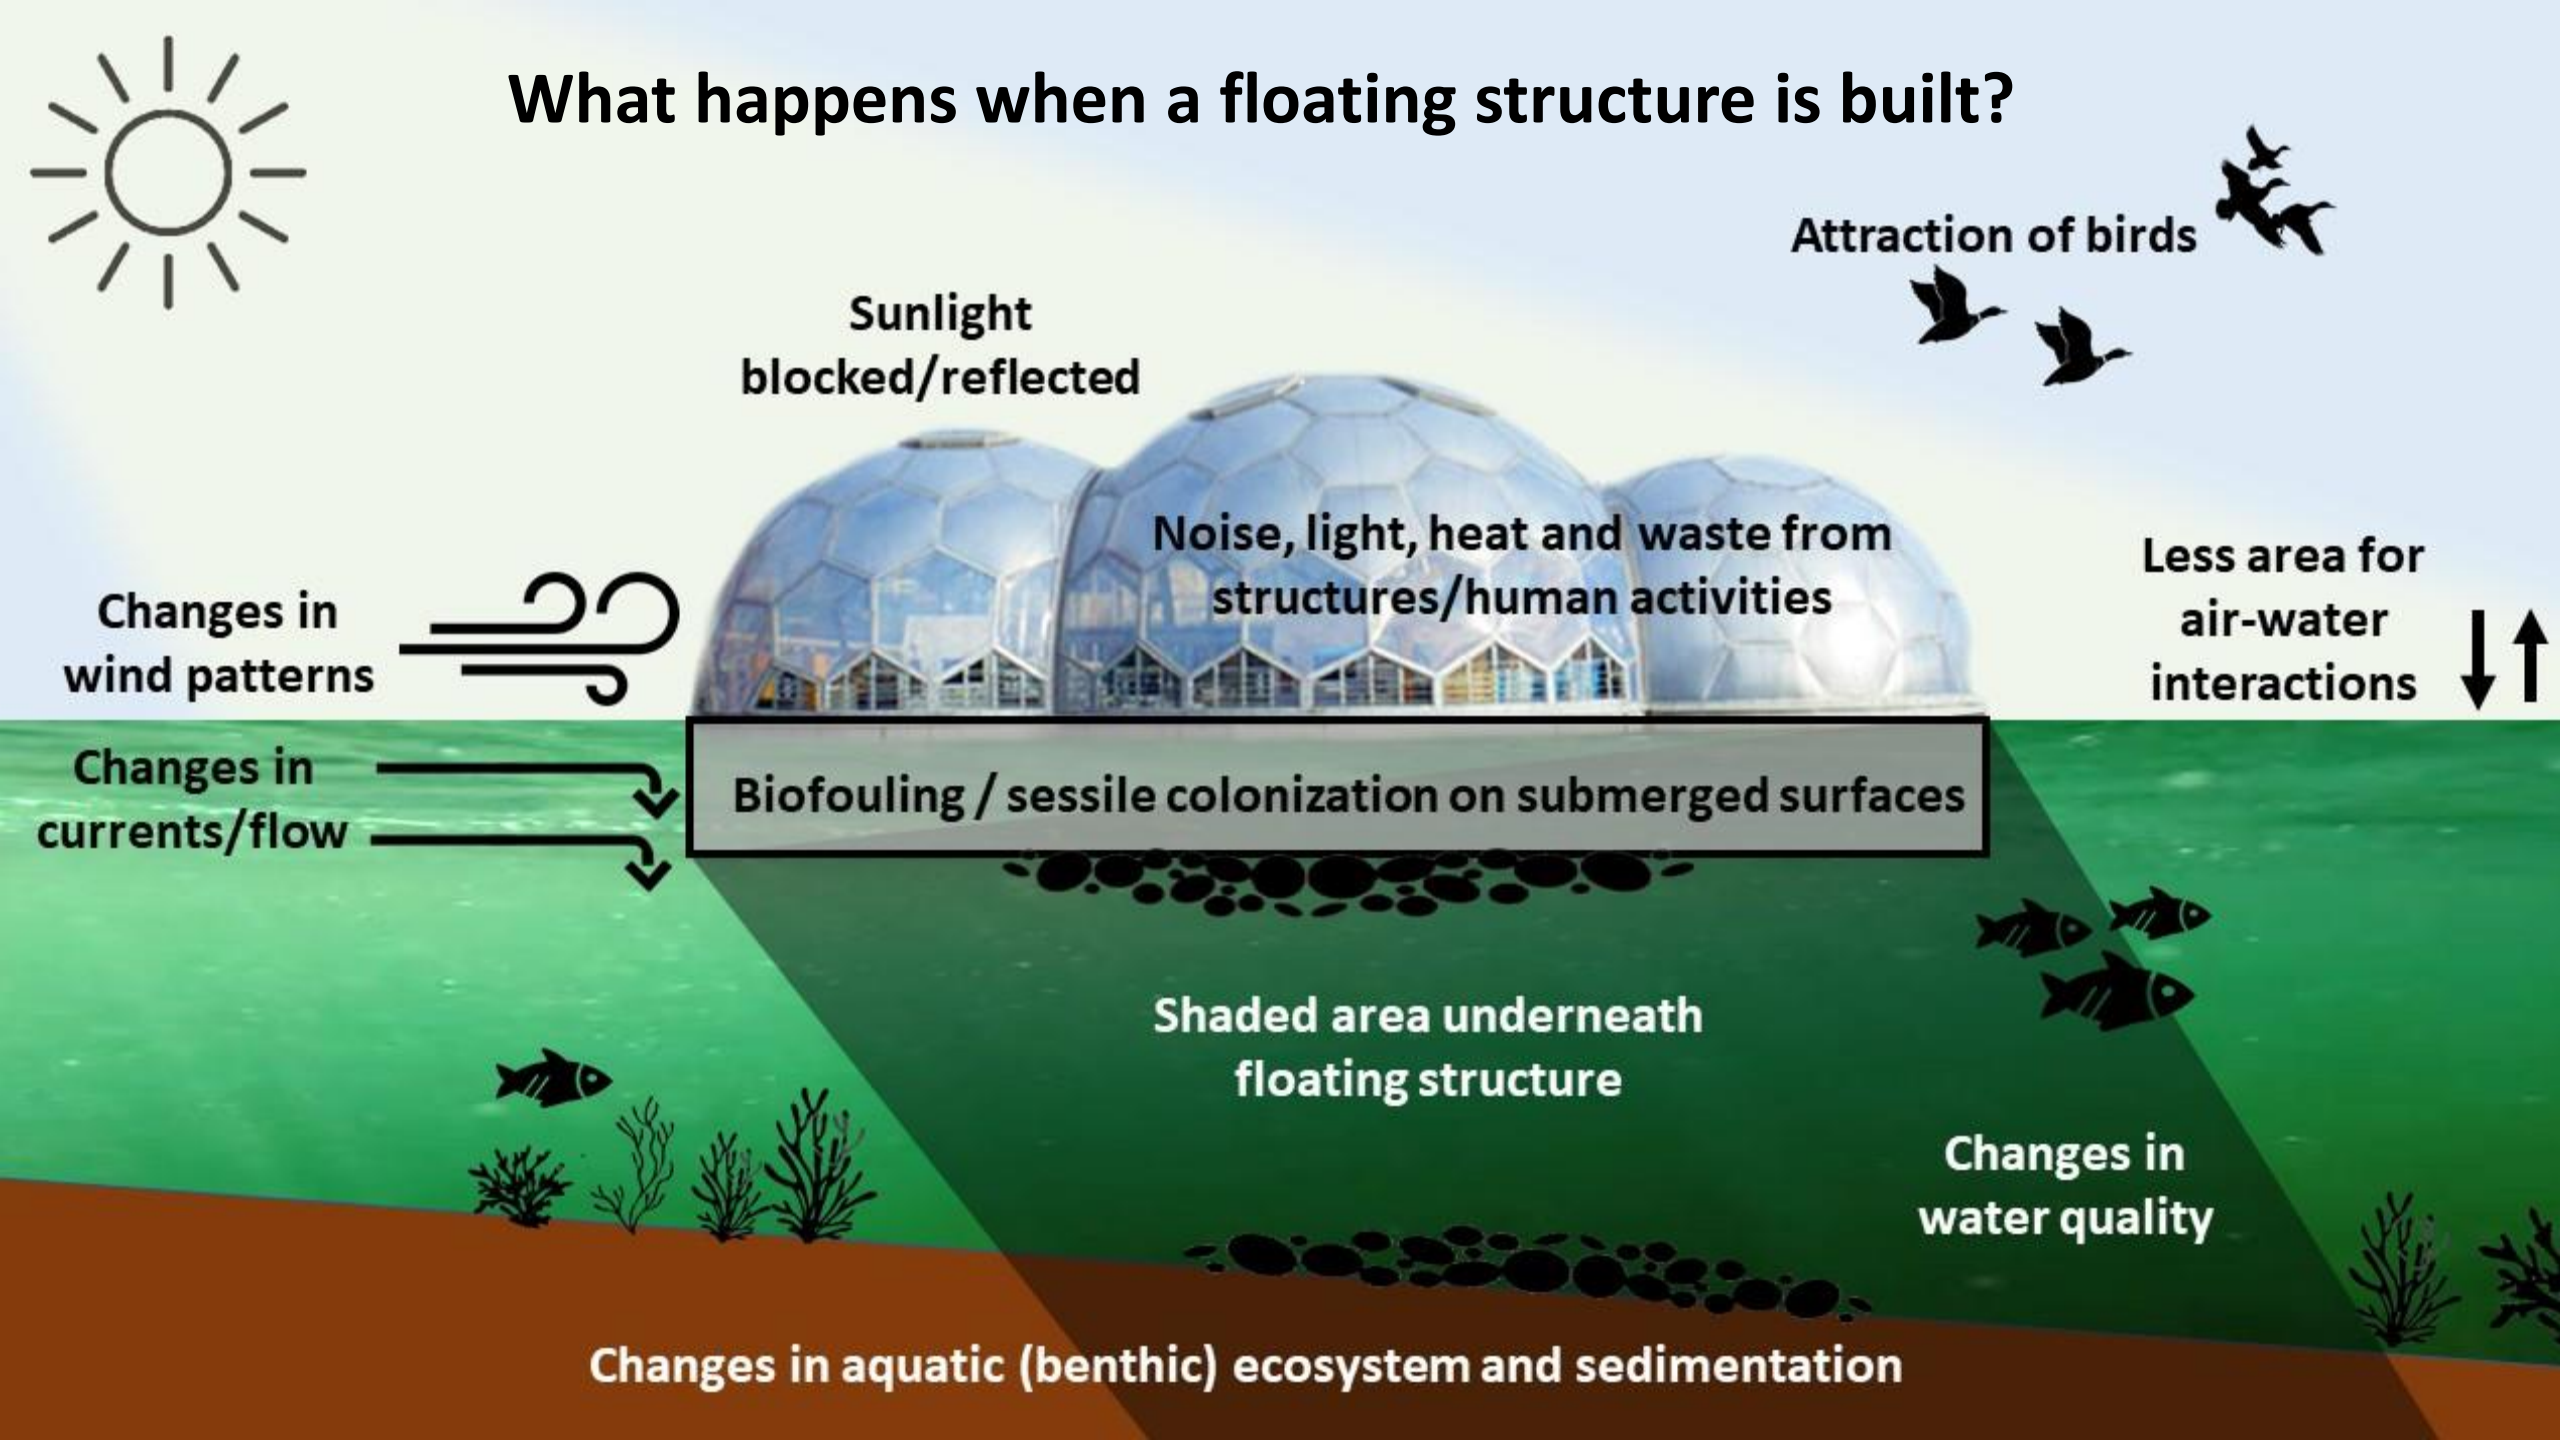 What happens when a floating structure is built?
Attraction of birds
Sunlight
blocked/reflected
Noise, light, heat and waste from
structures/human activities
Less area for
air-water
interactions
Changes in
wind patterns
Changes in
currents/flow
Biofouling / sessile colonization on submerged surfaces
Shaded area underneath
floating structure
Changes in
water quality
Changes in aquatic (benthic) ecosystem and sedimentation